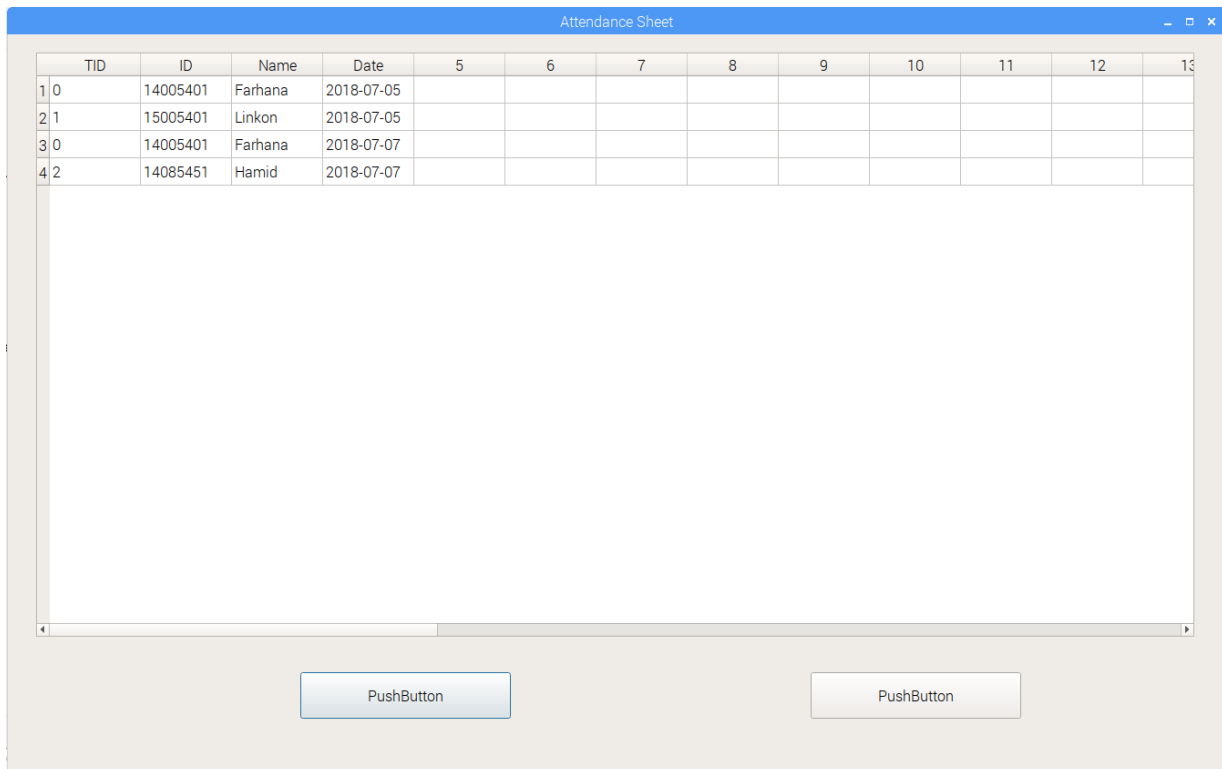 Attendance Sheet
TID ID Name Date 5 6 7 8 9 10 11 12 13
1 0 14005401 Farhana 2018-07-05
2 1 15005401 Linkon 2018-07-05
3 0 14005401 Farhana 2018-07-07
4 2 14085451 Hamid 2018-07-07
PushButton PushButton